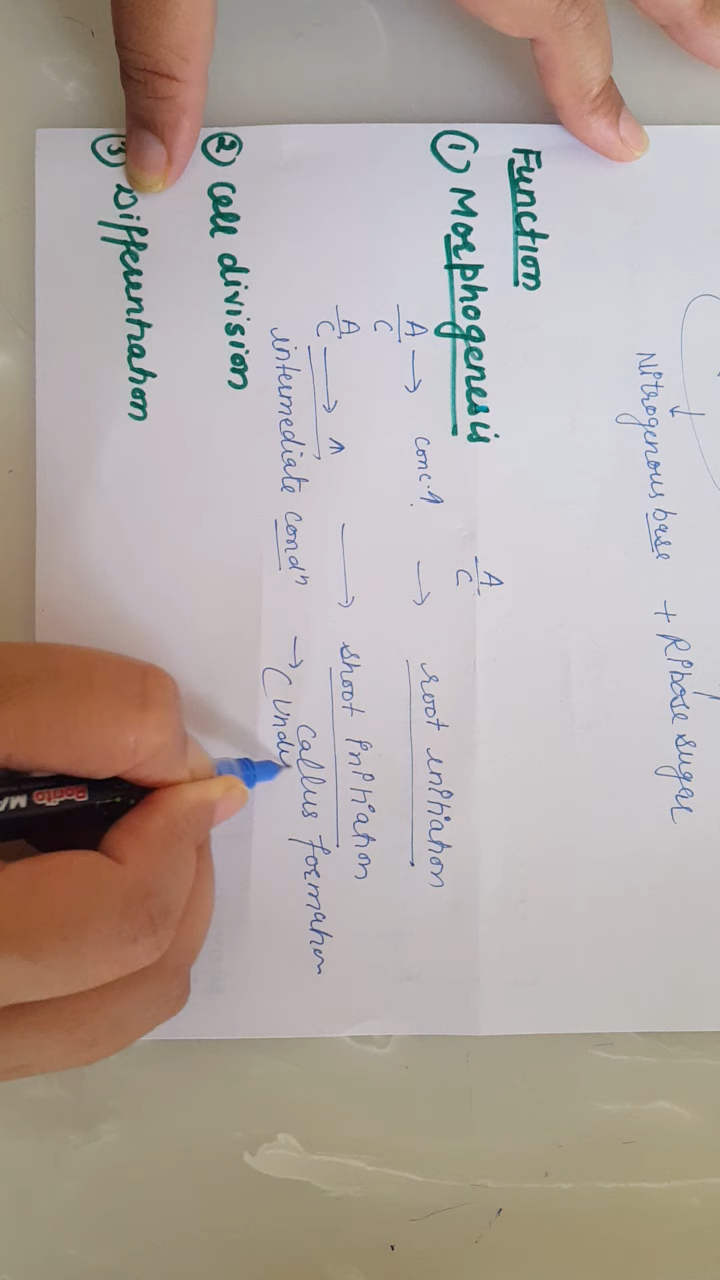 Nitrogenous base + Ribose sugar
Function
① Morphogenesis
A/C
A/C → conc.↑ → root initiation
A/C → ^ → shoot initiation
intermediate condⁿ → callus formation
(undi
② Cell division
③ Differentiation